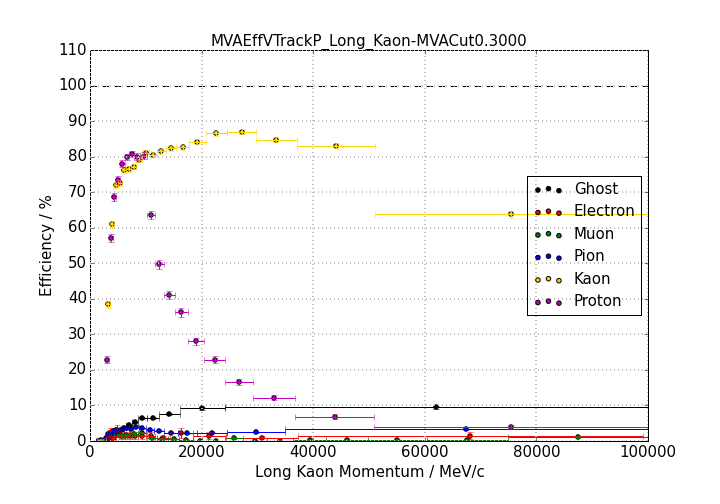 MVAEffVTrackP_Long_Kaon-MVACut0.3000
110
100
90
80
70
60
50
40
30
20
10
0
Efficiency / %
Ghost
Electron
Muon
Pion
Kaon
Proton
0 20000 40000 60000 80000 100000
Long Kaon Momentum / MeV/c